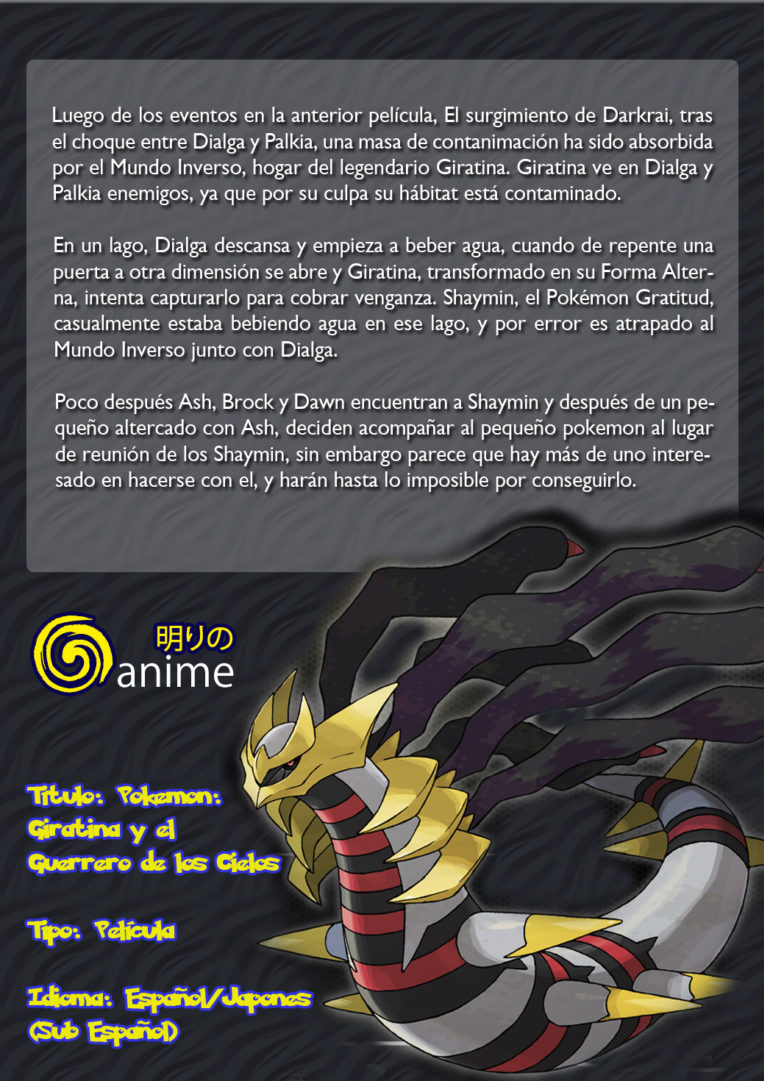 Luego de los eventos en la anterior película, El surgimiento de Darkrai, tras
el choque entre Dialga y Palkia, una masa de contanimación ha sido absorbida
por el Mundo Inverso, hogar del legendario Giratina. Giratina ve en Dialga y
Palkia enemigos, ya que por su culpa su hábitat está contaminado.
En un lago, Dialga descansa y empieza a beber agua, cuando de repente una
puerta a otra dimensión se abre y Giratina, transformado en su Forma Alter-
na, intenta capturarlo para cobrar venganza. Shaymin, el Pokémon Gratitud,
casualmente estaba bebiendo agua en ese lago, y por error es atrapado al
Mundo Inverso junto con Dialga.
Poco después Ash, Brock y Dawn encuentran a Shaymin y después de un pe-
queño altercado con Ash, deciden acompañar al pequeño pokemon al lugar
de reunión de los Shaymin, sin embargo parece que hay más de uno intere-
sado en hacerse con el, y harán hasta lo imposible por conseguirlo.
明りの
anime
Título: Pokemon:
Giratina y el
Guerrero de los Cielos
Tipo: Película
Idioma: Español/Japones
(Sub Español)